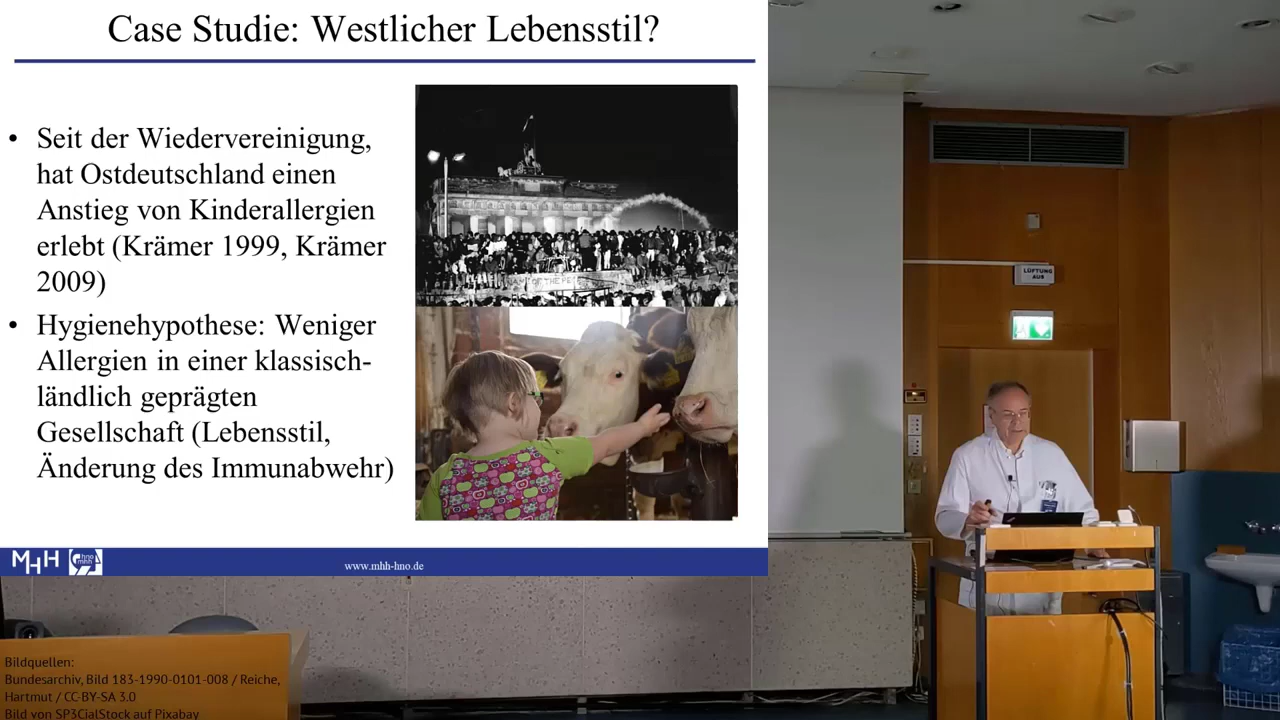 Case Studie: Westlicher Lebensstil?
• Seit der Wiedervereinigung,
hat Ostdeutschland einen
Anstieg von Kinderallergien
erlebt (Krämer 1999, Krämer
2009)
• Hygienehypothese: Weniger
Allergien in einer klassisch-
ländlich geprägten
Gesellschaft (Lebensstil,
Änderung des Immunabwehr)
MHH
hno
mhh
www.mhh-hno.de
LÜFTUNG
AUS
Bildquellen:
Bundesarchiv, Bild 183-1990-0101-008 / Reiche,
Hartmut / CC-BY-SA 3.0
Bild von SP3CialStock auf Pixabay